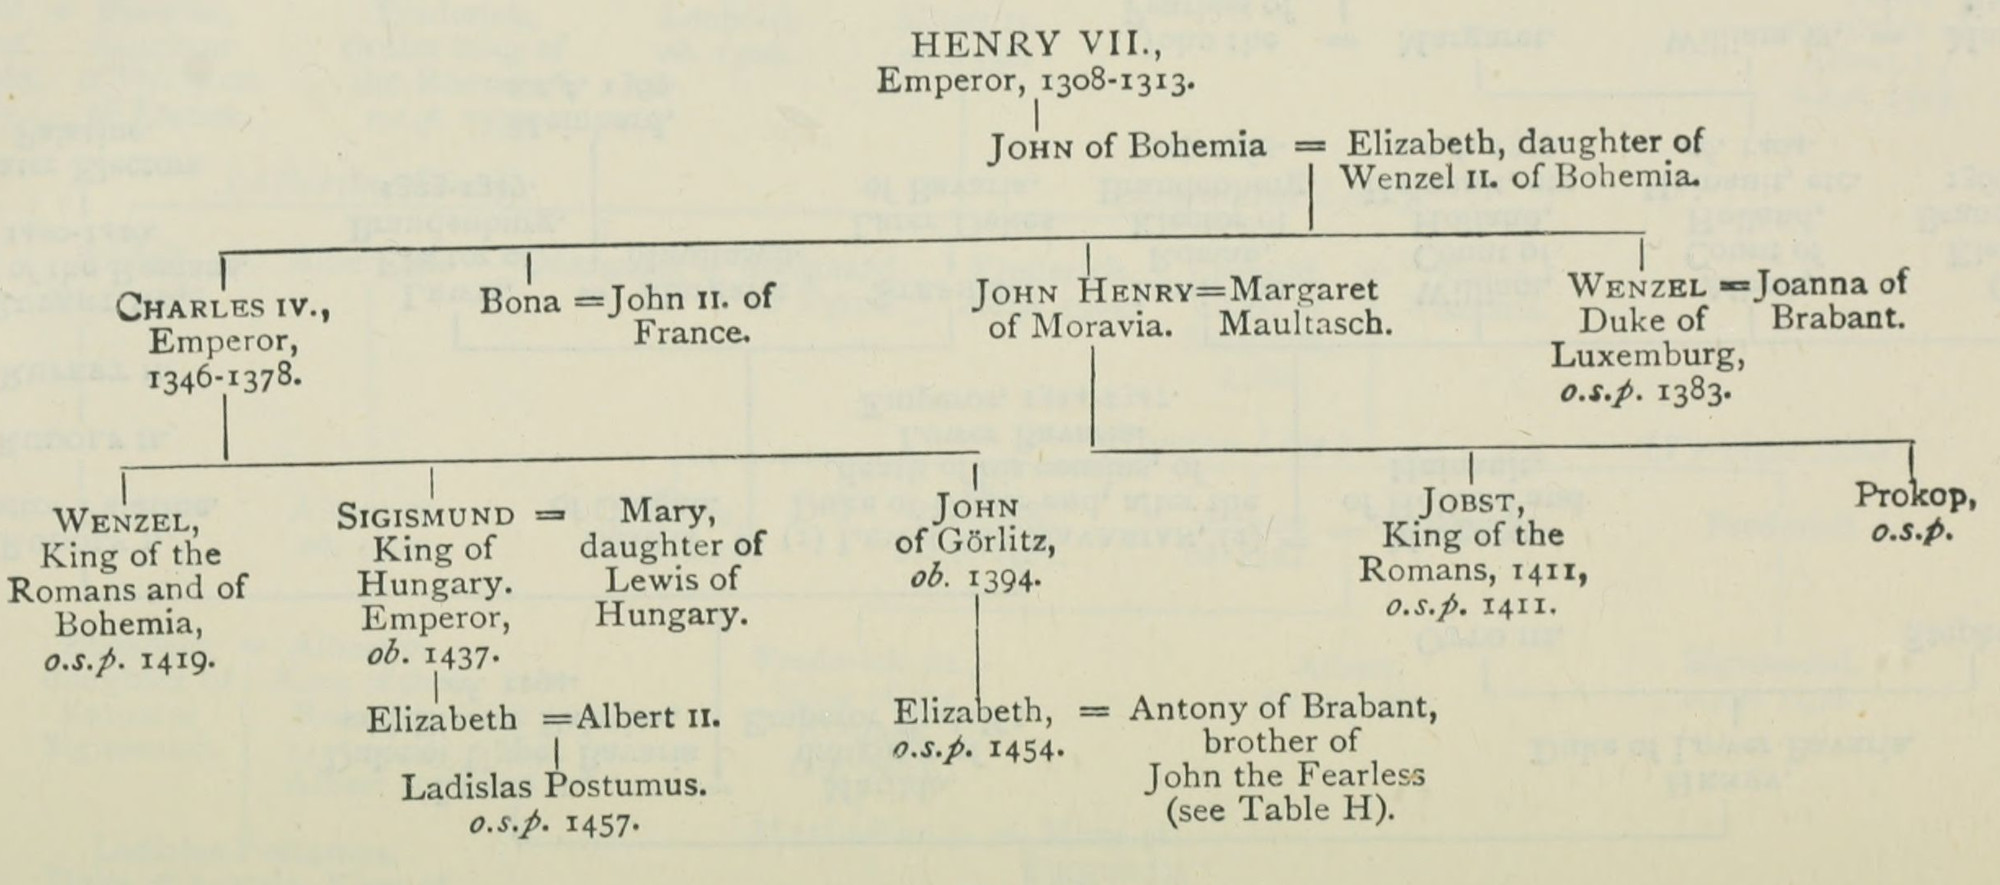 HENRY VII.,
Emperor, 1308-1313.
JOHN of Bohemia = Elizabeth, daughter of
Wenzel II. of Bohemia.
CHARLES IV.,
Emperor,
1346-1378.
Bona = John II. of
France.
JOHN HENRY = Margaret
of Moravia. Maultasch.
WENZEL = Joanna of
Duke of Brabant.
Luxemburg,
o.s.p. 1383.
WENZEL,
King of the
Romans and of
Bohemia,
o.s.p. 1419.
SIGISMUND = Mary,
King of daughter of
Hungary. Lewis of
Emperor, Hungary.
ob. 1437.
JOHN
of Görlitz,
ob. 1394.
JOBST,
King of the
Romans, 1411,
o.s.p. 1411.
Prokop,
o.s.p.
Elizabeth = Albert II.
Ladislas Postumus.
o.s.p. 1457.
Elizabeth, = Antony of Brabant,
o.s.p. 1454. brother of
John the Fearless
(see Table H).